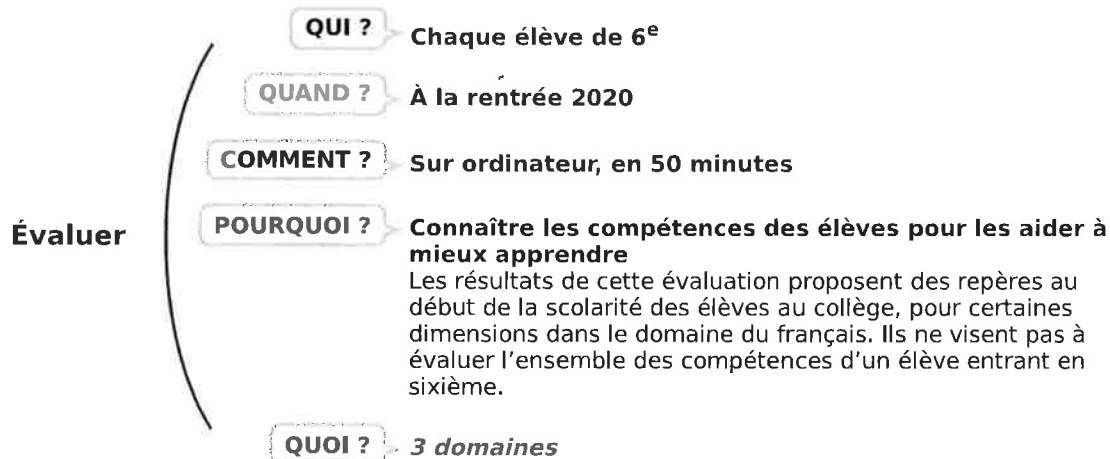 QUI ? Chaque élève de 6e
QUAND ? À la rentrée 2020
COMMENT ? Sur ordinateur, en 50 minutes
Évaluer
POURQUOI ? Connaître les compétences des élèves pour les aider à
mieux apprendre
Les résultats de cette évaluation proposent des repères au
début de la scolarité des élèves au collège, pour certaines
dimensions dans le domaine du français. Ils ne visent pas à
évaluer l'ensemble des compétences d'un élève entrant en
sixième.
QUOI ? 3 domaines